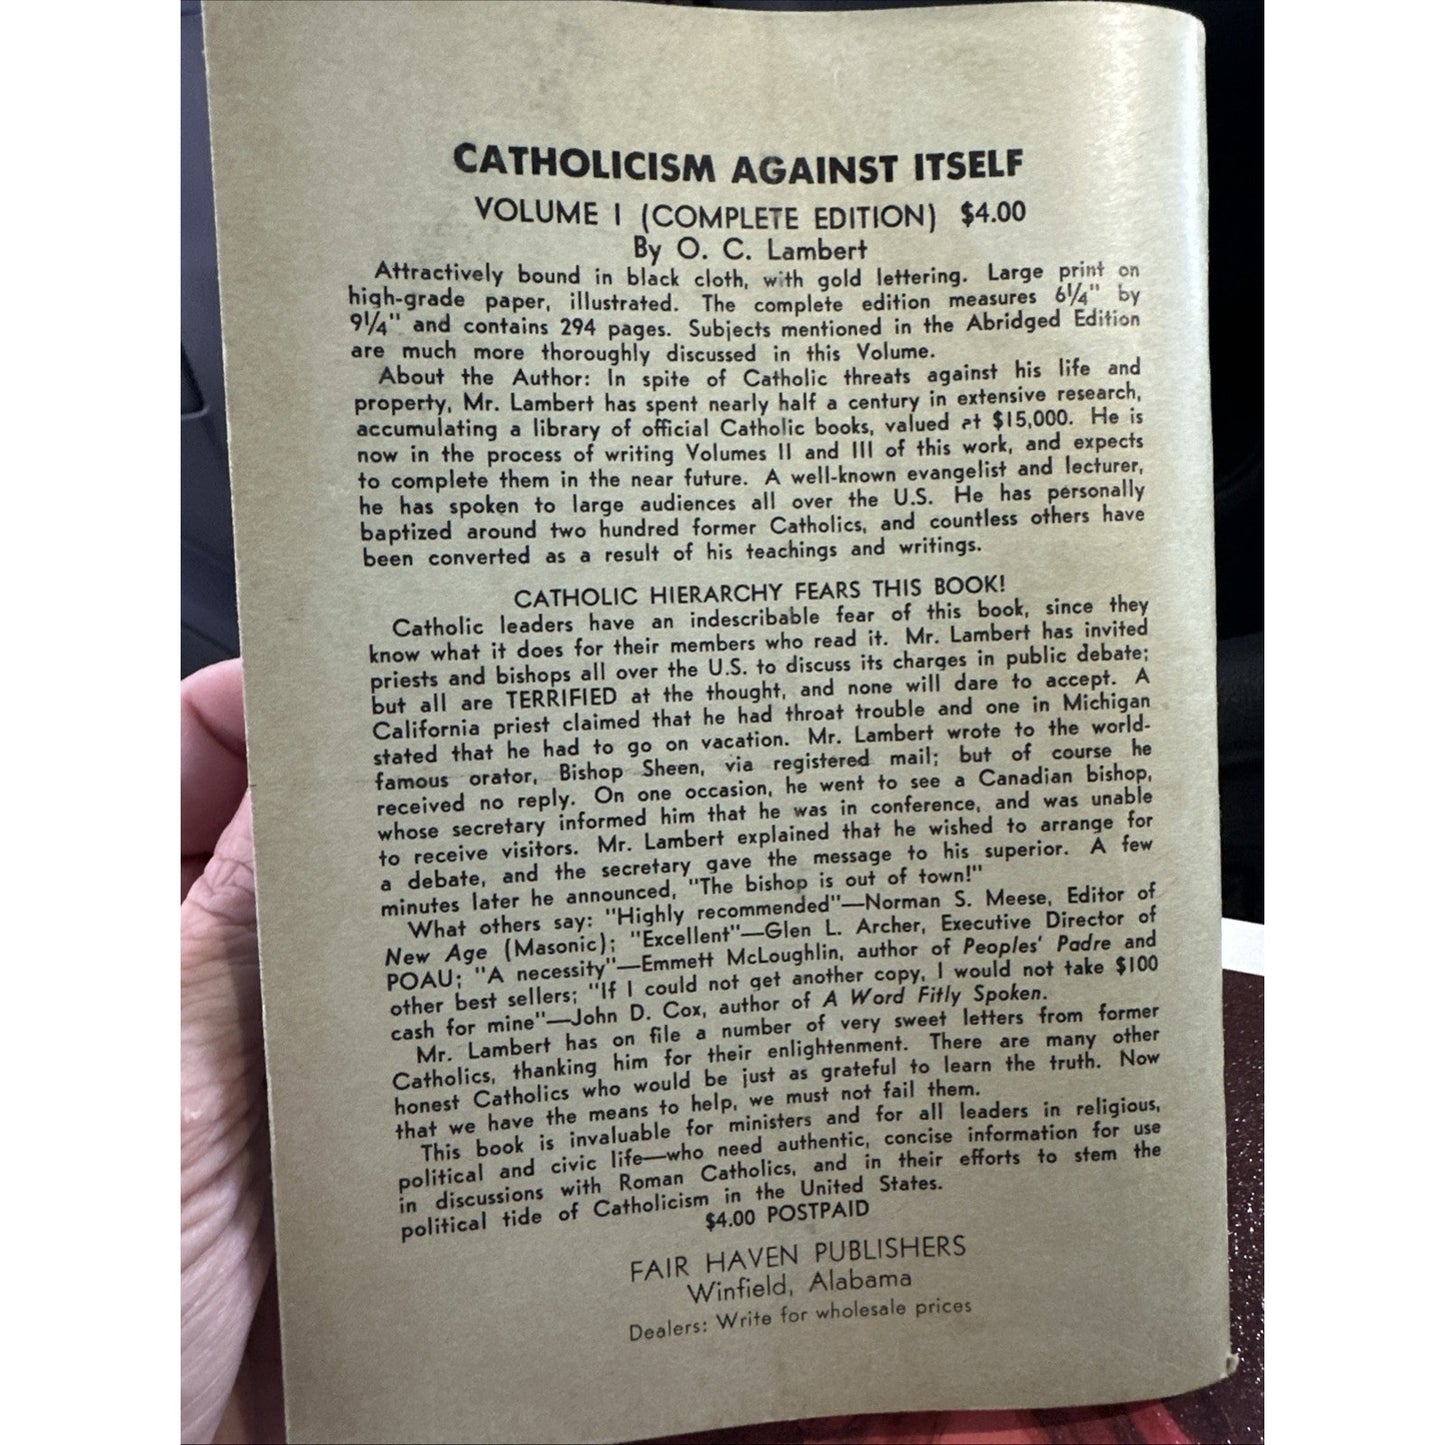 CATHOLICISM AGAINST ITSELF
VOLUME I (COMPLETE EDITION) $4.00
By O. C. Lambert
Attractively bound in black cloth, with gold lettering. Large print on
high-grade paper, illustrated. The complete edition measures 6¼" by
9¼" and contains 294 pages. Subjects mentioned in the Abridged Edition
are much more thoroughly discussed in this Volume.
About the Author: In spite of Catholic threats against his life and
property, Mr. Lambert has spent nearly half a century in extensive research,
accumulating a library of official Catholic books, valued at $15,000. He is
now in the process of writing Volumes II and III of this work, and expects
to complete them in the near future. A well-known evangelist and lecturer,
he has spoken to large audiences all over the U.S. He has personally
baptized around two hundred former Catholics, and countless others have
been converted as a result of his teachings and writings.
CATHOLIC HIERARCHY FEARS THIS BOOK!
Catholic leaders have an indescribable fear of this book, since they
know what it does for their members who read it. Mr. Lambert has invited
priests and bishops all over the U.S. to discuss its charges in public debate;
but all are TERRIFIED at the thought, and none will dare to accept. A
California priest claimed that he had throat trouble and one in Michigan
stated that he had to go on vacation. Mr. Lambert wrote to the world-
famous orator, Bishop Sheen, via registered mail; but of course he
received no reply. On one occasion, he went to see a Canadian bishop,
whose secretary informed him that he was in conference, and was unable
to receive visitors. Mr. Lambert explained that he wished to arrange for
a debate, and the secretary gave the message to his superior. A few
minutes later he announced, "The bishop is out of town!"
What others say: "Highly recommended"—Norman S. Meese, Editor of
New Age (Masonic); "Excellent"—Glen L. Archer, Executive Director of
POAU; "A necessity"—Emmett McLoughlin, author of Peoples' Padre and
other best sellers; "If I could not get another copy, I would not take $100
cash for mine"—John D. Cox, author of A Word Fitly Spoken.
Mr. Lambert has on file a number of very sweet letters from former
Catholics, thanking him for their enlightenment. There are many other
honest Catholics who would be just as grateful to learn the truth. Now
that we have the means to help, we must not fail them.
This book is invaluable for ministers and for all leaders in religious,
political and civic life—who need authentic, concise information for use
in discussions with Roman Catholics, and in their efforts to stem the
political tide of Catholicism in the United States.
$4.00 POSTPAID
FAIR HAVEN PUBLISHERS
Winfield, Alabama
Dealers: Write for wholesale prices